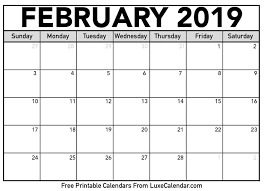 FEBRUARY 2019
Sunday Monday Tuesday Wednesday Thursday Friday Saturday
27 28 29 30 31 1 2
3 4 5 6 7 8 9
10 11 12 13 14 15 16
17 18 19 20 21 22 23
24 25 26 27 28 1 2
Free Printable Calendars From LuxeCalendar.com